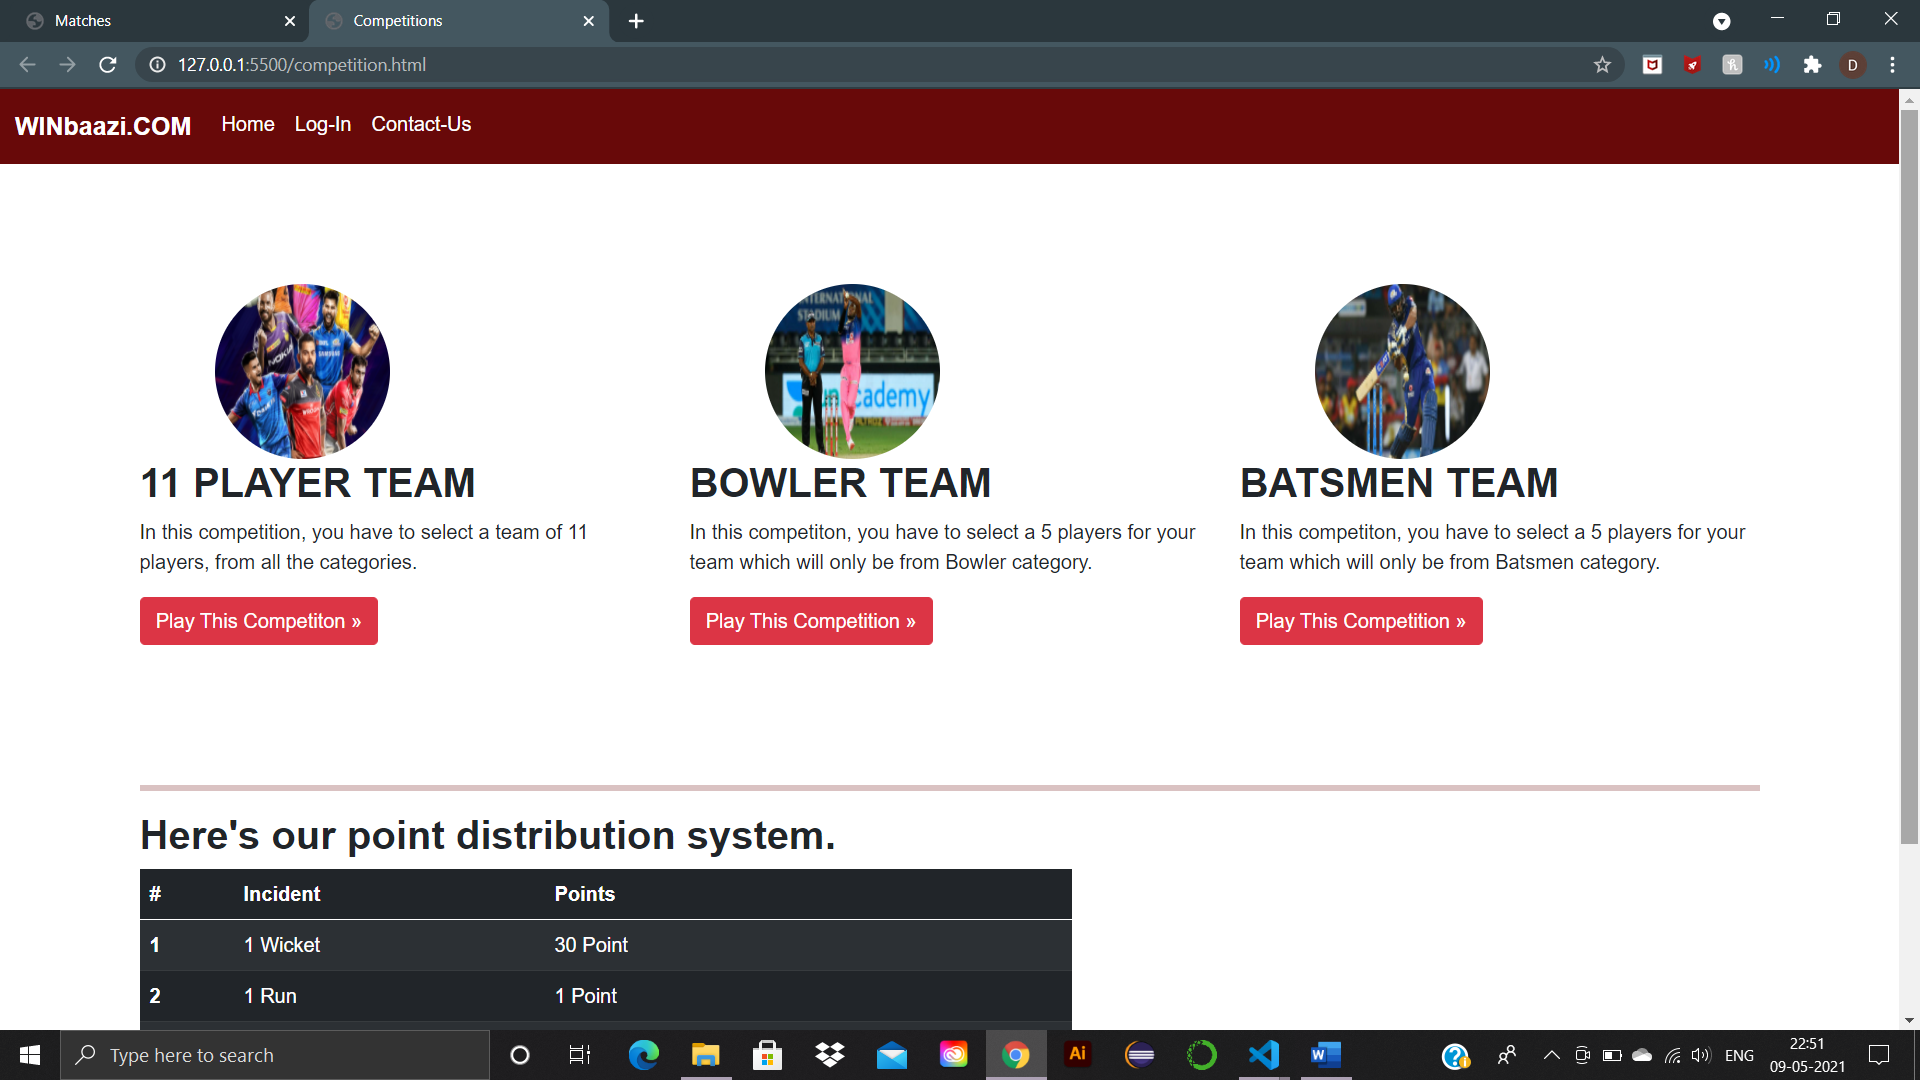 Matches
Competitions
127.0.0.1:5500/competition.html
D
WINbaazi.COM Home Log-In Contact-Us
NOKIA
SAMSUNG
STADIUM
academy
11 PLAYER TEAM
In this competition, you have to select a team of 11
players, from all the categories.
Play This Competiton »
BOWLER TEAM
In this competiton, you have to select a 5 players for your
team which will only be from Bowler category.
Play This Competition »
BATSMEN TEAM
In this competiton, you have to select a 5 players for your
team which will only be from Batsmen category.
Play This Competition »
Here's our point distribution system.
# Incident Points
1 1 Wicket 30 Point
2 1 Run 1 Point
Type here to search
Ai
W
ENG
22:51
09-05-2021